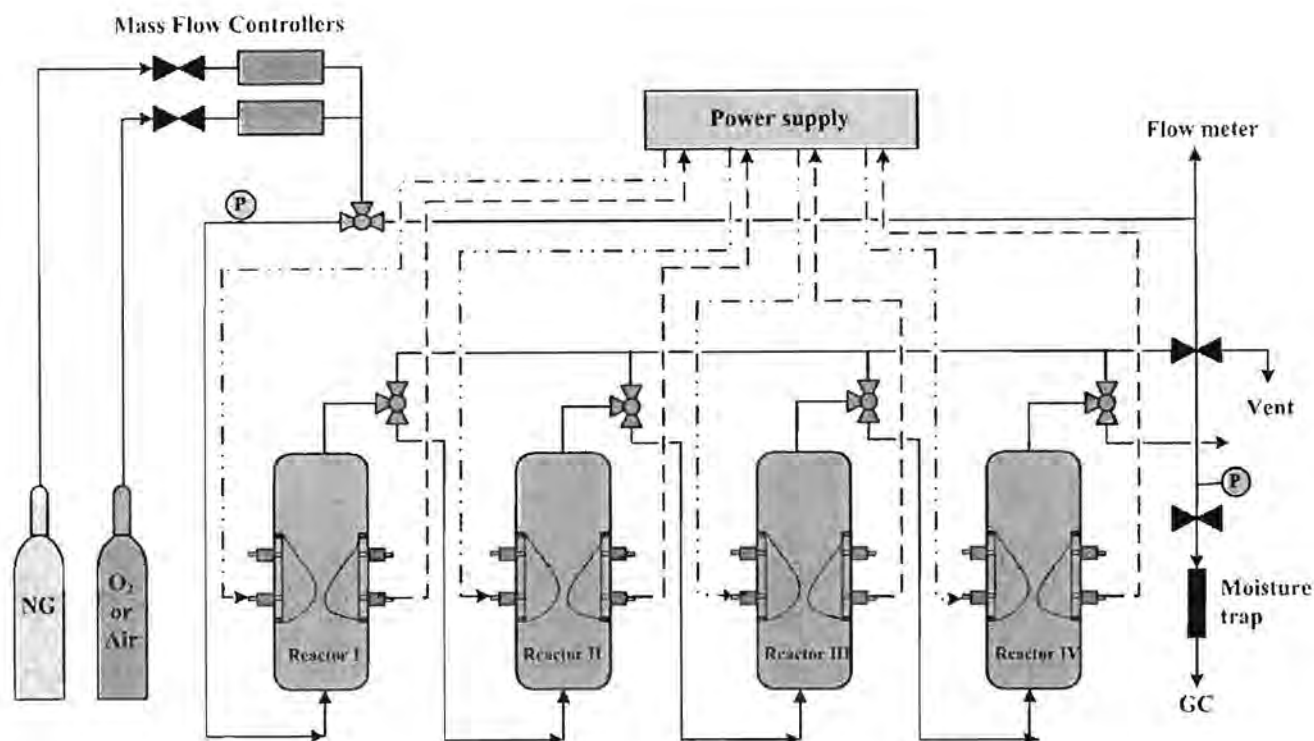 Mass Flow Controllers
Power supply
Flow meter
P
Vent
P
NG
O₂
or
Air
Moisture
trap
Reactor I
Reactor II
Reactor III
Reactor IV
GC